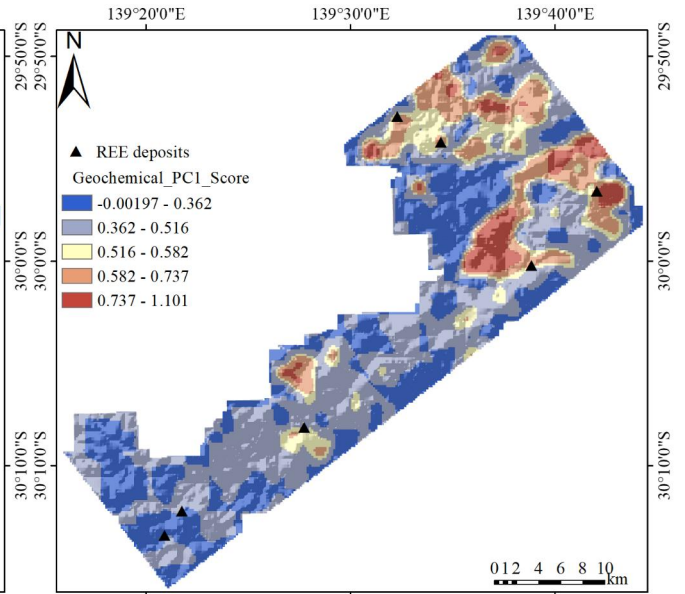 139°20'0"E 139°30'0"E 139°40'0"E
29°50'0"S
29°50'0"S
N
REE deposits
Geochemical_PC1_Score
-0.00197 - 0.362
0.362 - 0.516
0.516 - 0.582
0.582 - 0.737
0.737 - 1.101
30°0'0"S
30°0'0"S
30°10'0"S
30°10'0"S
0 1 2 4 6 8 10
km